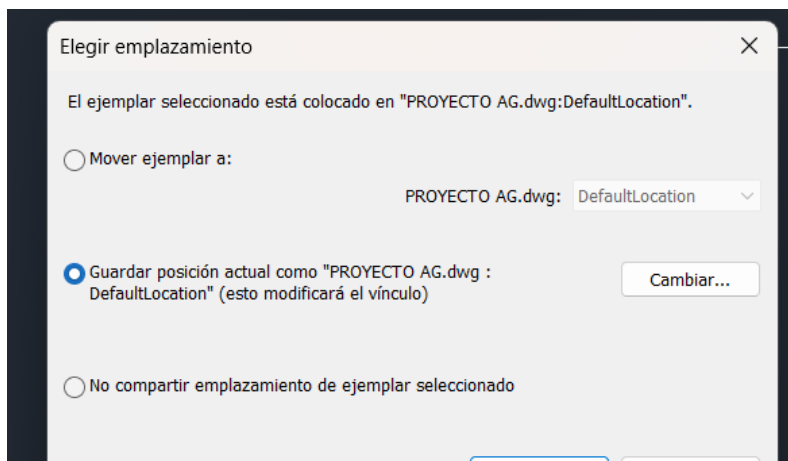 Elegir emplazamiento
El ejemplar seleccionado está colocado en "PROYECTO AG.dwg:DefaultLocation".
Mover ejemplar a:
PROYECTO AG.dwg: DefaultLocation
Guardar posición actual como "PROYECTO AG.dwg :
DefaultLocation" (esto modificará el vínculo)
Cambiar...
No compartir emplazamiento de ejemplar seleccionado